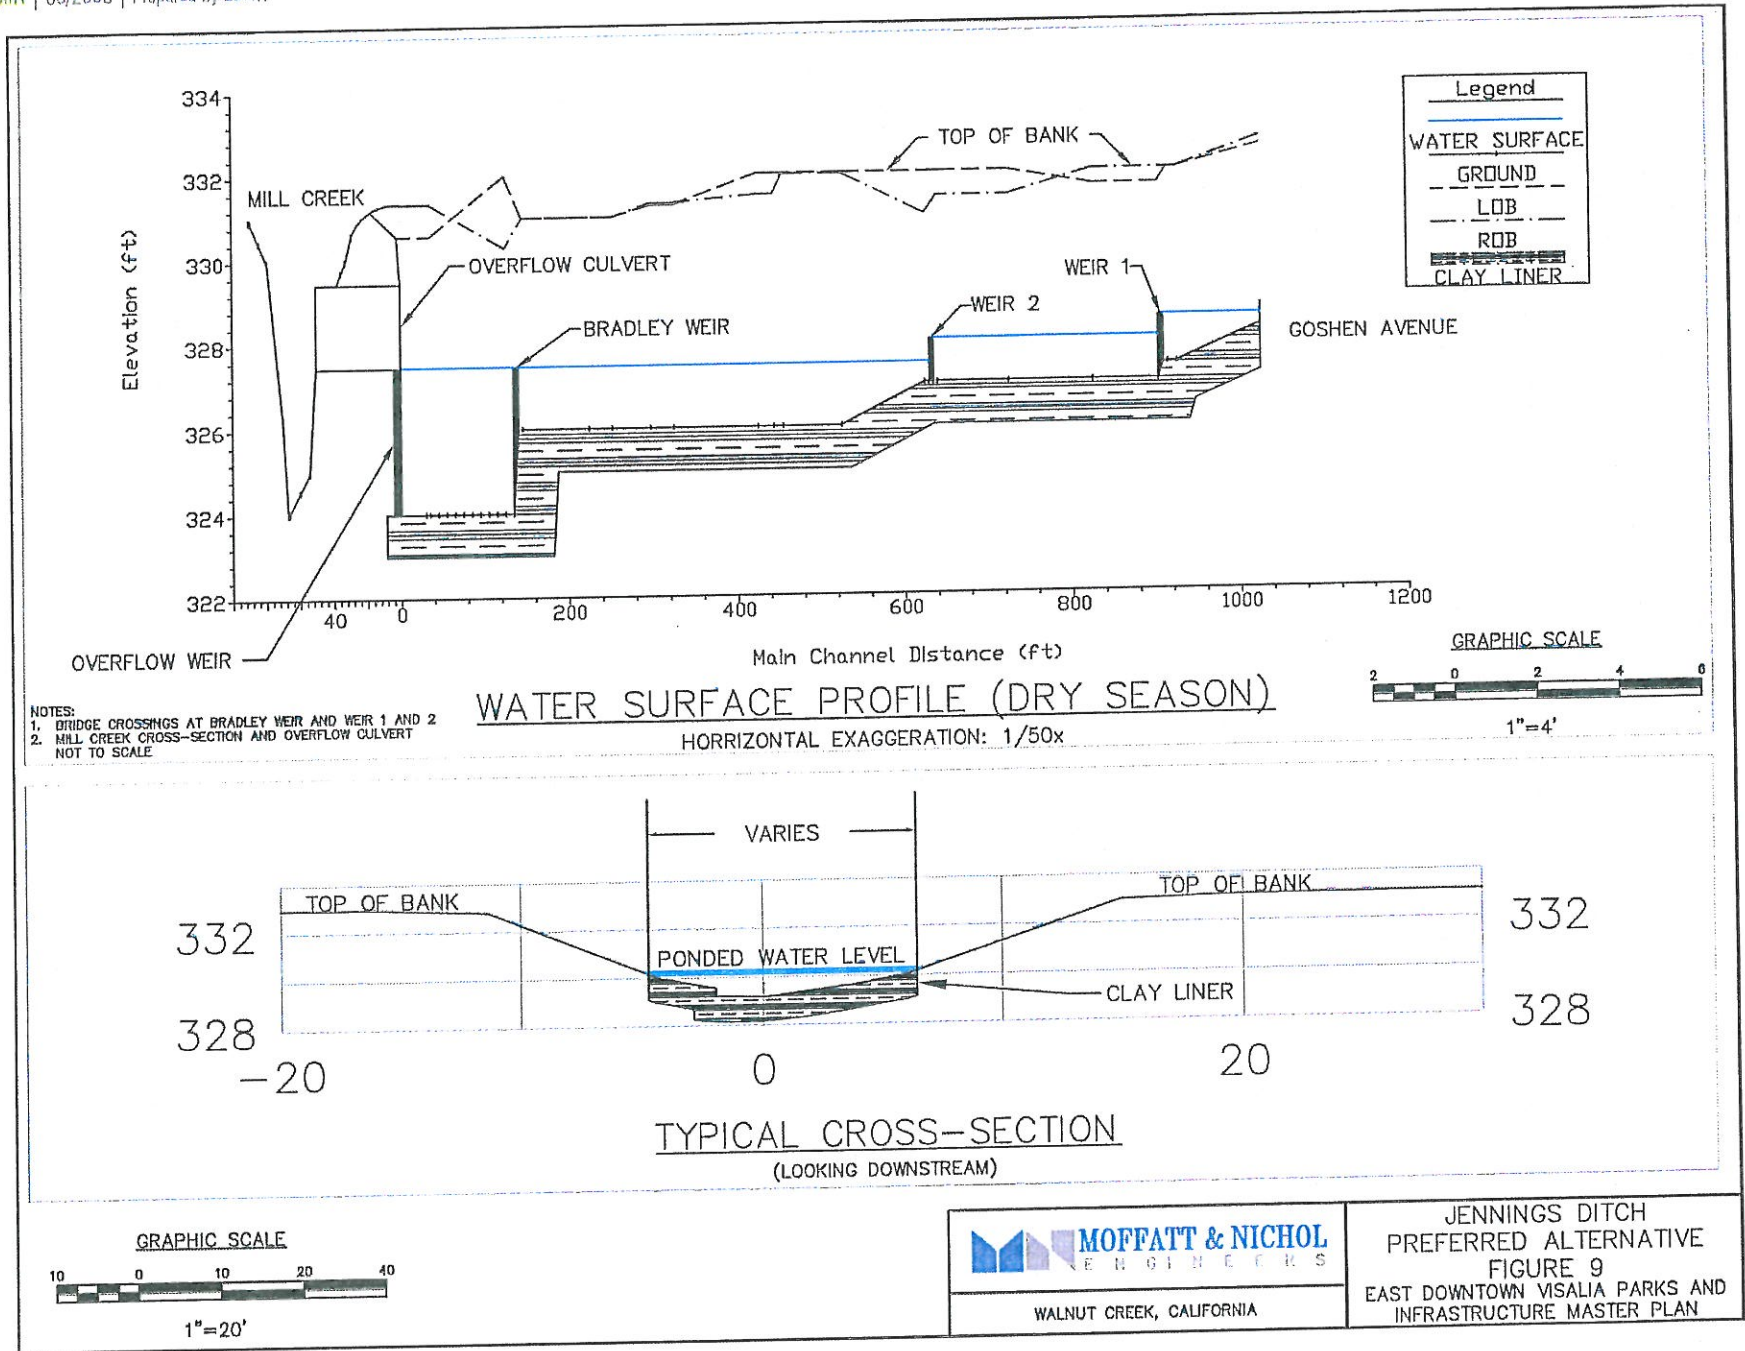 334
332
330
328
326
324
322
Elevation (ft)
MILL CREEK
OVERFLOW CULVERT
BRADLEY WEIR
TOP OF BANK
WEIR 1
WEIR 2
GOSHEN AVENUE
Legend
WATER SURFACE
GROUND
LOB
ROB
CLAY LINER
40 0 200 400 600 800 1000 1200
Main Channel Distance (ft)
OVERFLOW WEIR
NOTES:
1. BRIDGE CROSSINGS AT BRADLEY WEIR AND WEIR 1 AND 2
2. MILL CREEK CROSS-SECTION AND OVERFLOW CULVERT
NOT TO SCALE
WATER SURFACE PROFILE (DRY SEASON)
HORRIZONTAL EXAGGERATION: 1/50x
GRAPHIC SCALE
2 0 2 4 6
1"=4'
VARIES
TOP OF BANK
TOP OF BANK
332
332
PONDED WATER LEVEL
CLAY LINER
328
328
-20 0 20
TYPICAL CROSS-SECTION
(LOOKING DOWNSTREAM)
GRAPHIC SCALE
10 0 10 20 40
1"=20'
MOFFATT & NICHOL
ENGINEERS
WALNUT CREEK, CALIFORNIA
JENNINGS DITCH
PREFERRED ALTERNATIVE
FIGURE 9
EAST DOWNTOWN VISALIA PARKS AND
INFRASTRUCTURE MASTER PLAN